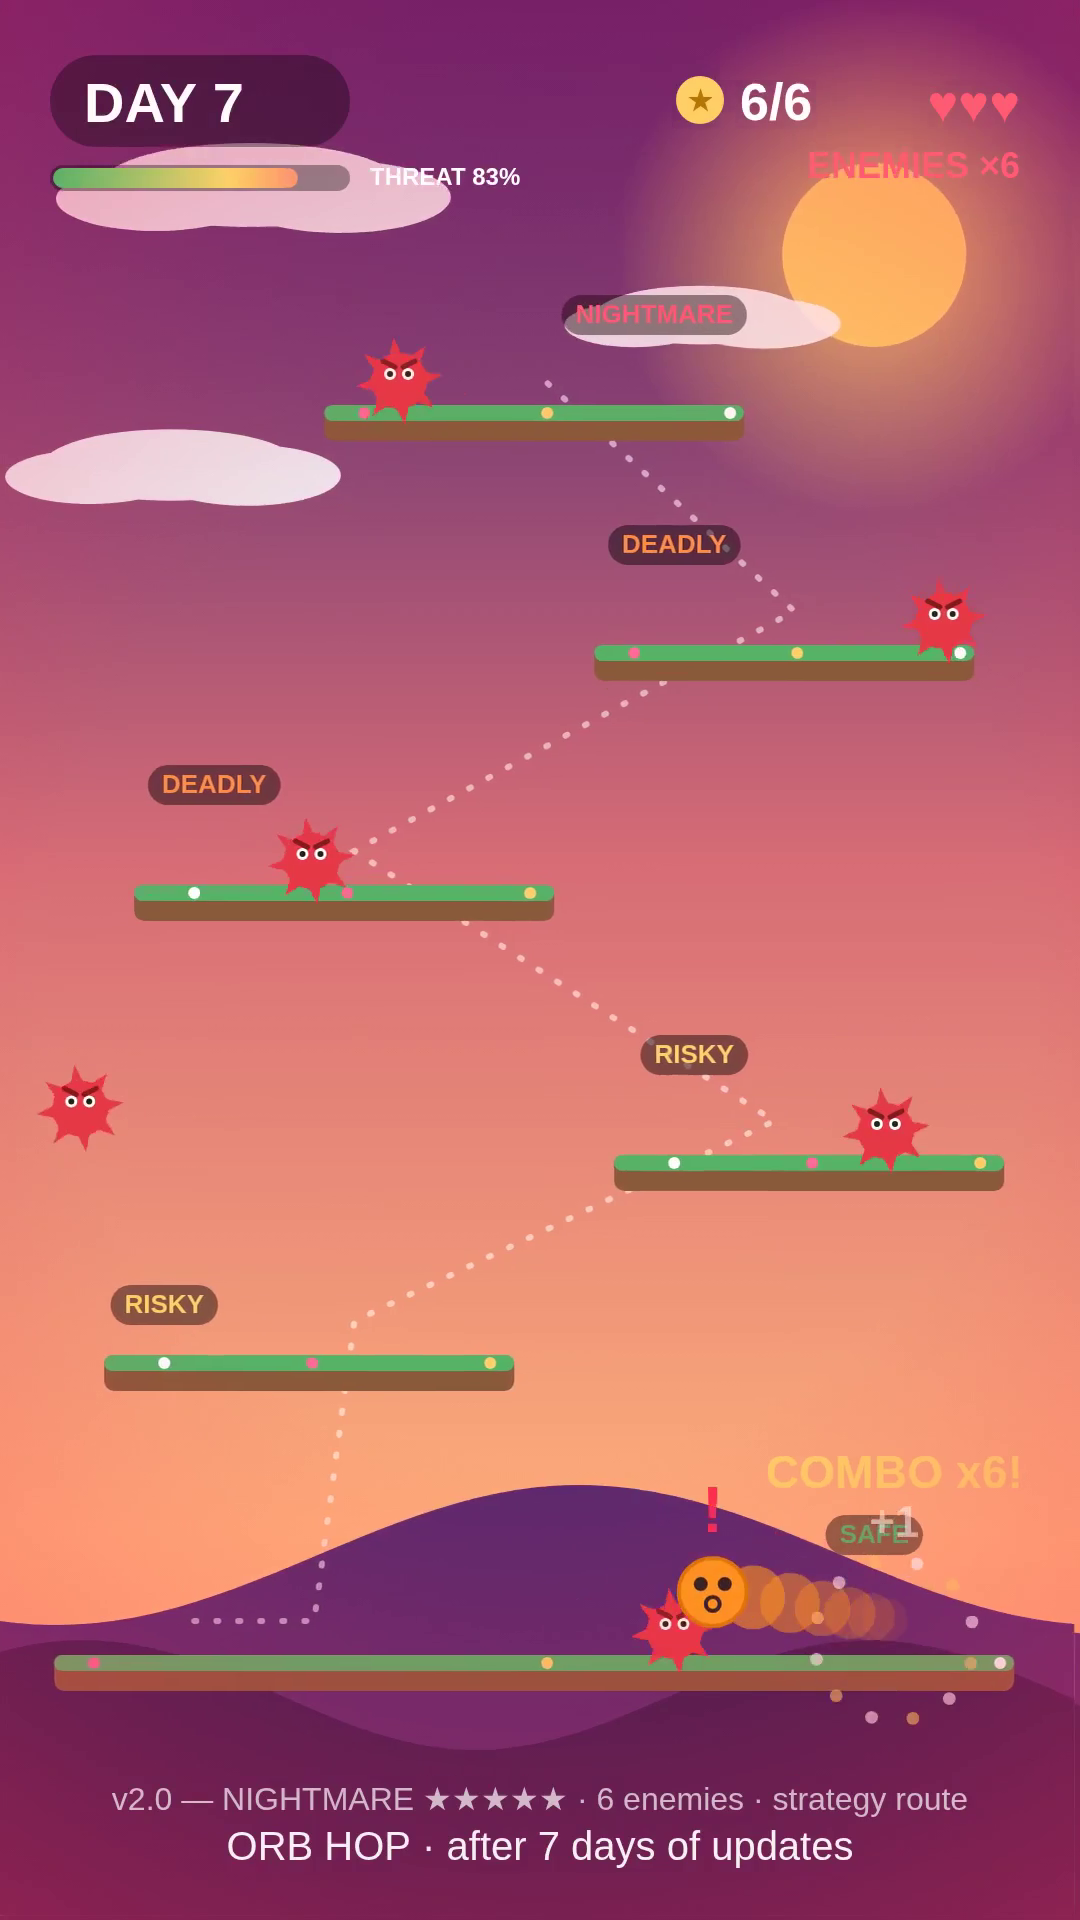 DAY 7
6/6
♥♥♥
THREAT 83%
ENEMIES ×6
NIGHTMARE
DEADLY
DEADLY
RISKY
RISKY
COMBO x6!
!
+1
SAFE
v2.0 — NIGHTMARE ★★★★★ · 6 enemies · strategy route
ORB HOP · after 7 days of updates